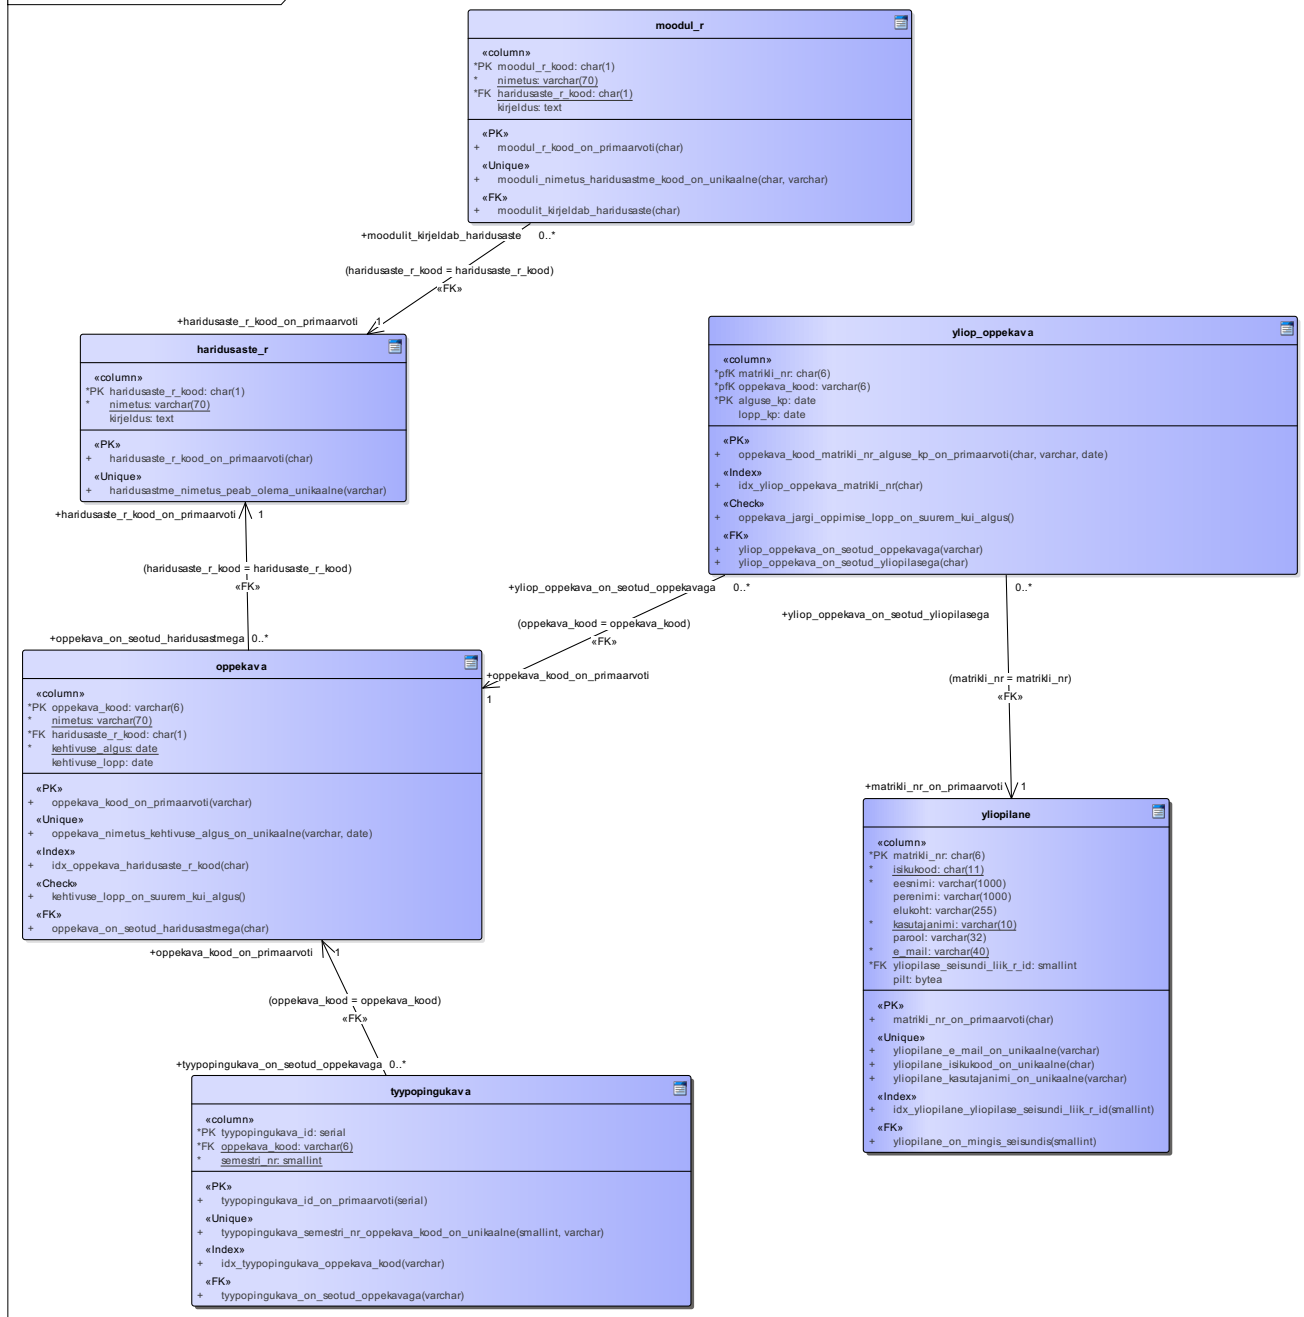 moodul_r
«column»
*PK moodul_r_kood: char(1)
* nimetus: varchar(70)
*FK haridusaste_r_kood: char(1)
kirjeldus: text
«PK»
+ moodul_r_kood_on_primaarvoti(char)
«Unique»
+ mooduli_nimetus_haridusastme_kood_on_unikaalne(char, varchar)
«FK»
+ moodulit_kirjeldab_haridusaste(char)
+moodulit_kirjeldab_haridusaste 0..*
(haridusaste_r_kood = haridusaste_r_kood)
«FK»
+haridusaste_r_kood_on_primaarvoti 1
haridusaste_r
«column»
*PK haridusaste_r_kood: char(1)
* nimetus: varchar(70)
kirjeldus: text
«PK»
+ haridusaste_r_kood_on_primaarvoti(char)
«Unique»
+ haridusastme_nimetus_peab_olema_unikaalne(varchar)
+haridusaste_r_kood_on_primaarvoti 1
(haridusaste_r_kood = haridusaste_r_kood)
«FK»
+oppekava_on_seotud_haridusastmega 0..*
yliop_oppekava
«column»
*pfK matrikli_nr: char(6)
*pfK oppekava_kood: varchar(6)
*PK alguse_kp: date
lopp_kp: date
«PK»
+ oppekava_kood_matrikli_nr_alguse_kp_on_primaarvoti(char, varchar, date)
«Index»
+ idx_yliop_oppekava_matrikli_nr(char)
«Check»
+ oppekava_jargi_oppimise_lopp_on_suurem_kui_algus()
«FK»
+ yliop_oppekava_on_seotud_oppekavaga(varchar)
+ yliop_oppekava_on_seotud_yliopilasega(char)
+yliop_oppekava_on_seotud_oppekavaga 0..*
(oppekava_kood = oppekava_kood)
«FK»
+oppekava_kood_on_primaarvoti
1
0..*
+yliop_oppekava_on_seotud_yliopilasega
(matrikli_nr = matrikli_nr)
«FK»
+matrikli_nr_on_primaarvoti 1
oppekava
«column»
*PK oppekava_kood: varchar(6)
* nimetus: varchar(70)
*FK haridusaste_r_kood: char(1)
* kehtivuse_algus: date
kehtivuse_lopp: date
«PK»
+ oppekava_kood_on_primaarvoti(varchar)
«Unique»
+ oppekava_nimetus_kehtivuse_algus_on_unikaalne(varchar, date)
«Index»
+ idx_oppekava_haridusaste_r_kood(char)
«Check»
+ kehtivuse_lopp_on_suurem_kui_algus()
«FK»
+ oppekava_on_seotud_haridusastmega(char)
+oppekava_kood_on_primaarvoti 1
(oppekava_kood = oppekava_kood)
«FK»
+tyypopingukava_on_seotud_oppekavaga 0..*
yliopilane
«column»
*PK matrikli_nr: char(6)
* isikukood: char(11)
* eesnimi: varchar(1000)
perenimi: varchar(1000)
elukoht: varchar(255)
* kasutajanimi: varchar(10)
parool: varchar(32)
* e_mail: varchar(40)
*FK yliopilase_seisundi_liik_r_id: smallint
pilt: bytea
«PK»
+ matrikli_nr_on_primaarvoti(char)
«Unique»
+ yliopilane_e_mail_on_unikaalne(varchar)
+ yliopilane_isikukood_on_unikaalne(char)
+ yliopilane_kasutajanimi_on_unikaalne(varchar)
«Index»
+ idx_yliopilane_yliopilase_seisundi_liik_r_id(smallint)
«FK»
+ yliopilane_on_mingis_seisundis(smallint)
tyypopingukava
«column»
*PK tyypopingukava_id: serial
*FK oppekava_kood: varchar(6)
* semestri_nr: smallint
«PK»
+ tyypopingukava_id_on_primaarvoti(serial)
«Unique»
+ tyypopingukava_semestri_nr_oppekava_kood_on_unikaalne(smallint, varchar)
«Index»
+ idx_tyypopingukava_oppekava_kood(varchar)
«FK»
+ tyypopingukava_on_seotud_oppekavaga(varchar)